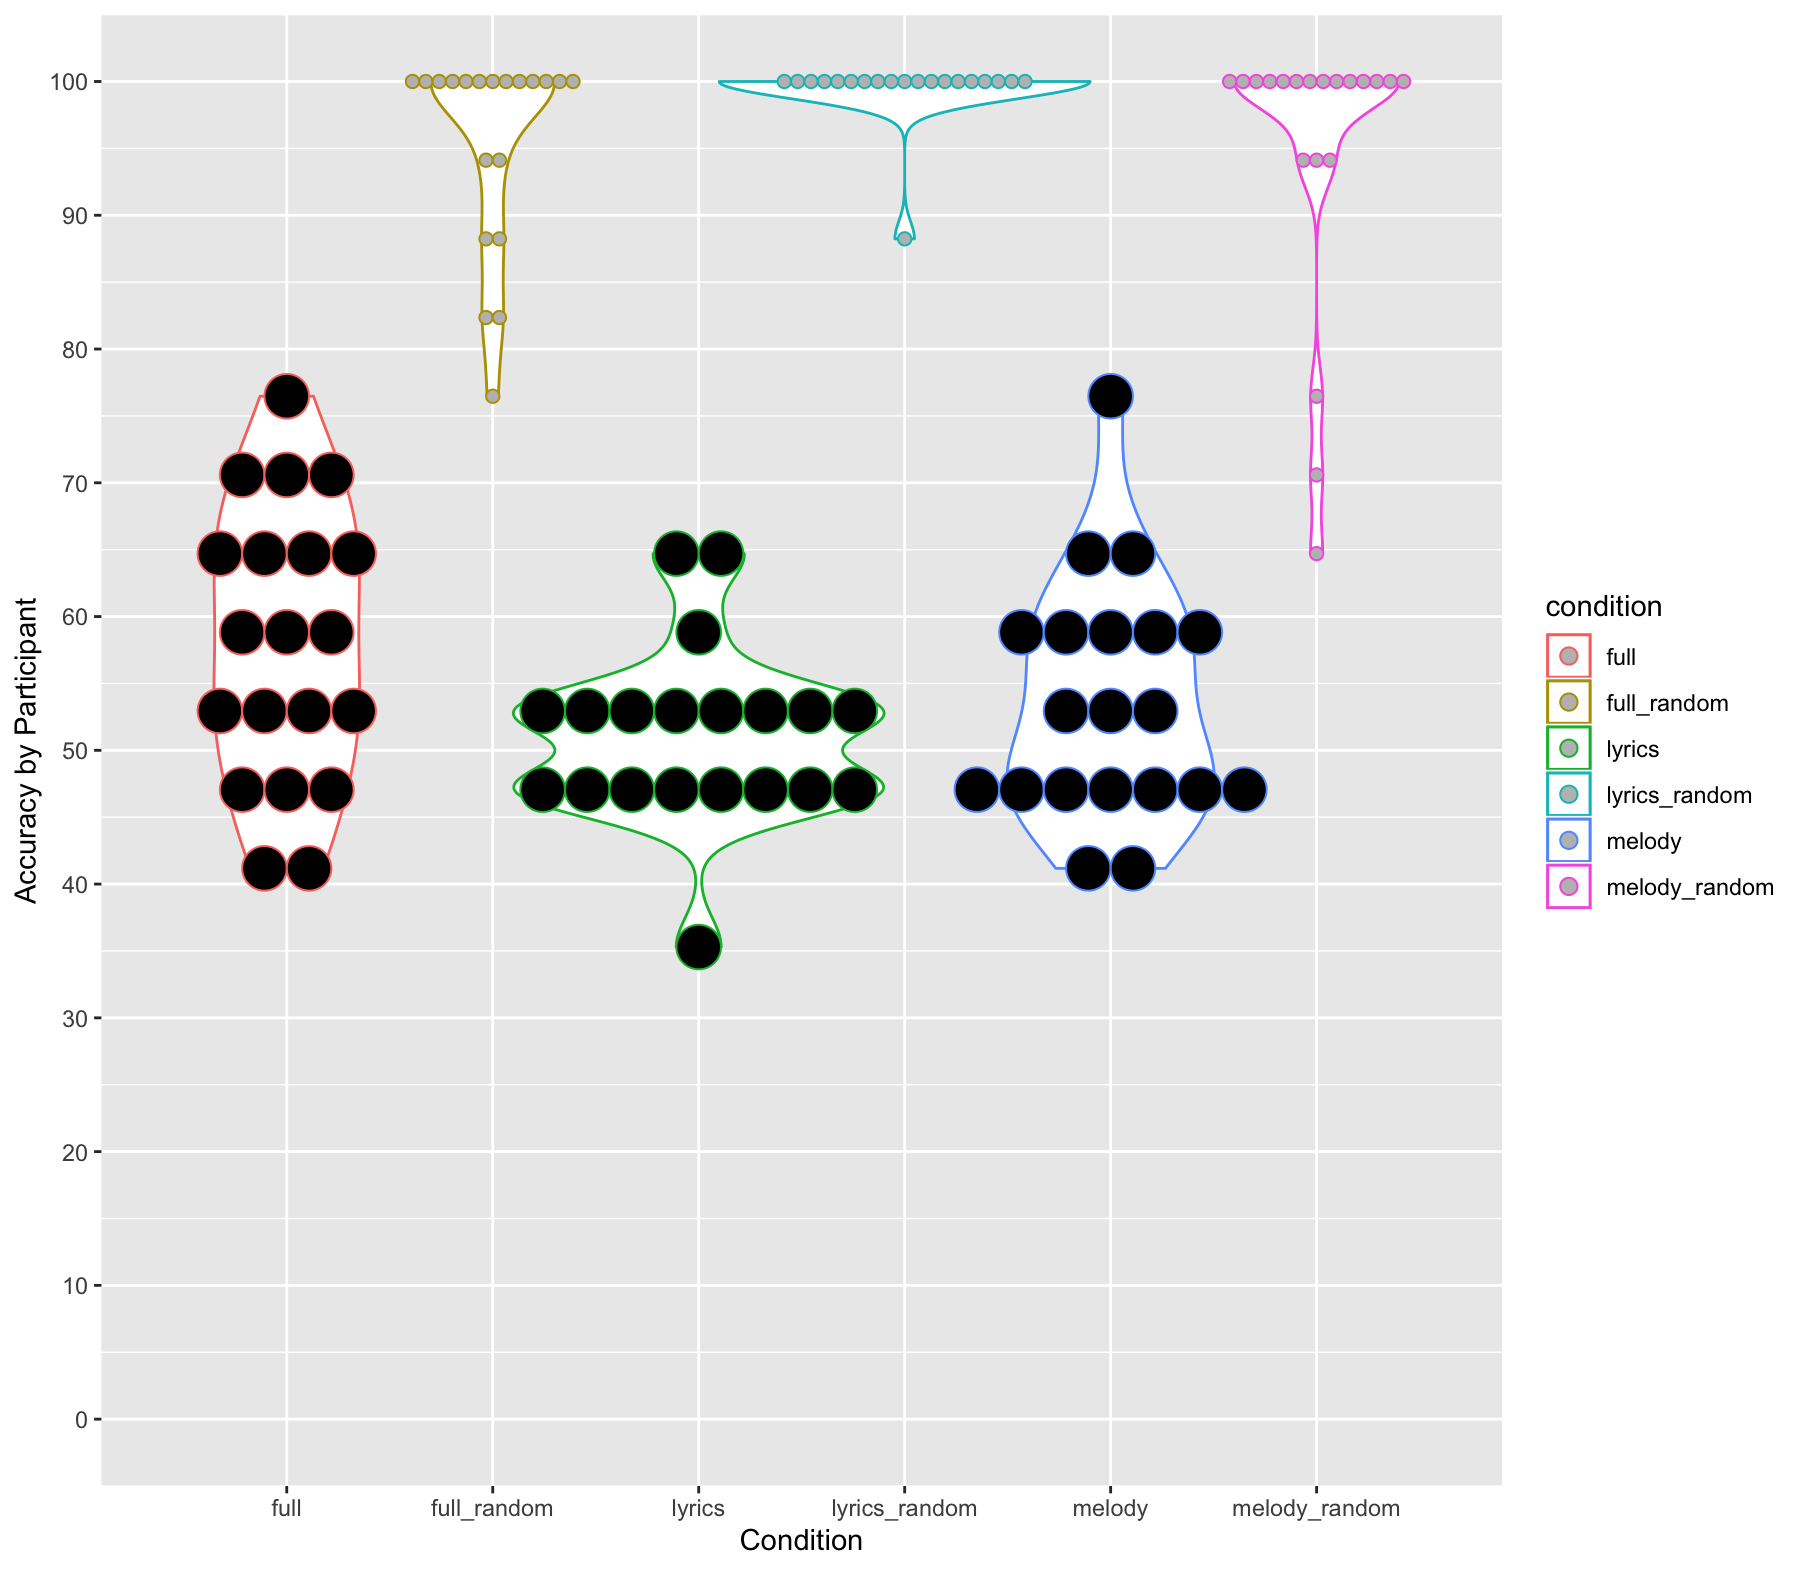 100
90
80
70
60
50
40
30
20
10
0
Accuracy by Participant
full
full_random
lyrics
lyrics_random
melody
melody_random
Condition
condition
full
full_random
lyrics
lyrics_random
melody
melody_random